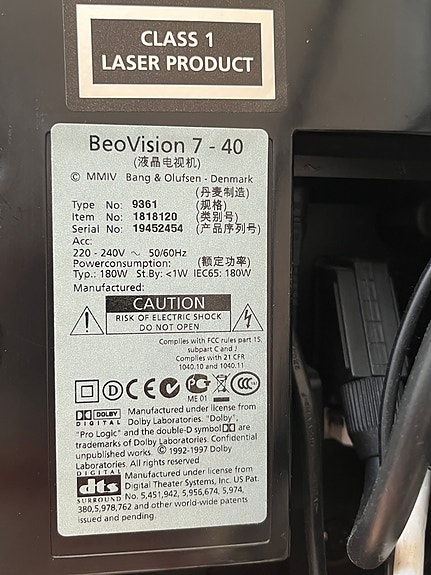 CLASS 1
LASER PRODUCT
BeoVision 7 - 40
(液晶电视机)
© MMIV Bang & Olufsen - Denmark
(丹麦制造)
Type No: 9361 (规格)
Item No: 1818120 (类别号)
Serial No: 19452454 (产品序列号)
Acc:
220 - 240V ~ 50/60Hz
Powerconsumption: (额定功率)
Typ.: 180W St.By: <1W IEC65: 180W
Manufactured:
CAUTION
RISK OF ELECTRIC SHOCK
DO NOT OPEN
Complies with FCC rules part 15,
subpart C and J.
Complies with 21 CFR
1040.10 and 1040.11
D CE PG CCC
ME 01
DOLBY
DIGITAL
Manufactured under license from
Dolby Laboratories. "Dolby",
"Pro Logic" and the double-D symbol are
trademarks of Dolby Laboratories. Confidential
unpublished works. © 1992-1997 Dolby
Laboratories. All rights reserved
DIGITAL
dts
SURROUND
Manufactured under license from
Digital Theater Systems, Inc. US Pat.
No. 5,451,942, 5,956,674, 5,974,
380,5,978,762 and other world-wide patents
issued and pending.